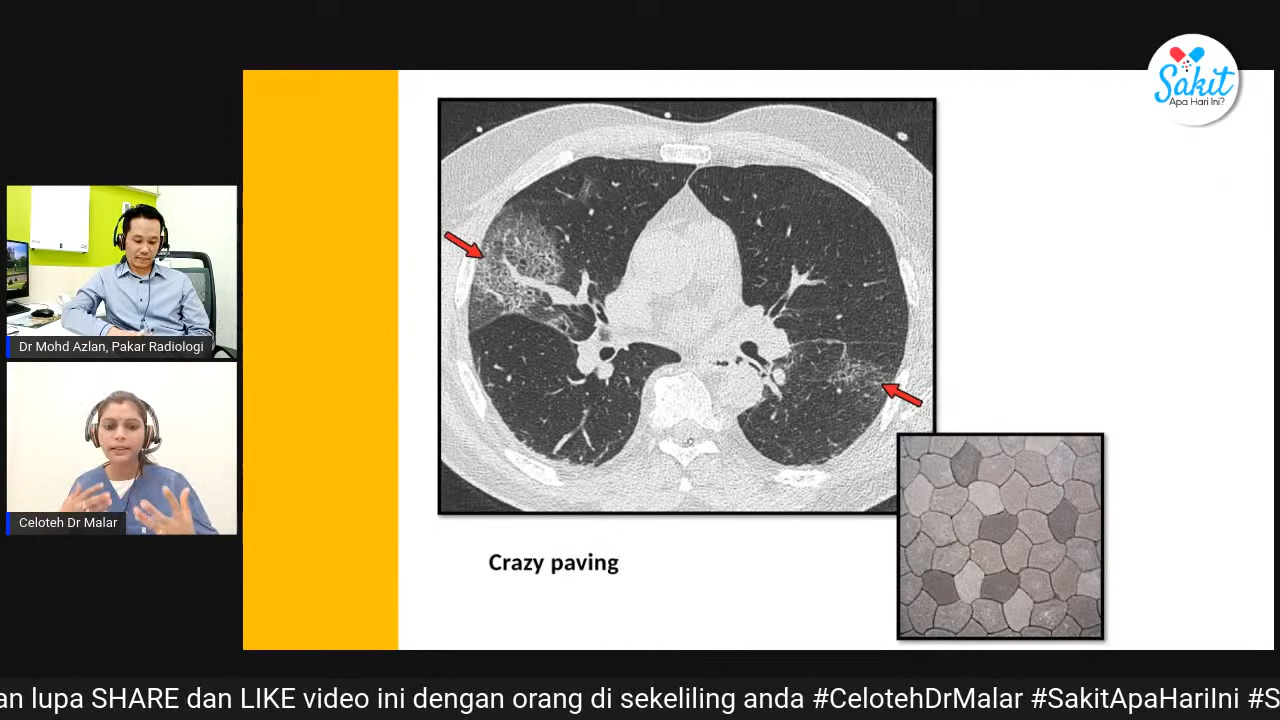 Sakit
Apa Hari Ini?
Dr Mohd Azlan, Pakar Radiologi
Celoteh Dr Malar
Crazy paving
an lupa SHARE dan LIKE video ini dengan orang di sekeliling anda #CelotehDrMalar #SakitApaHariIni #S